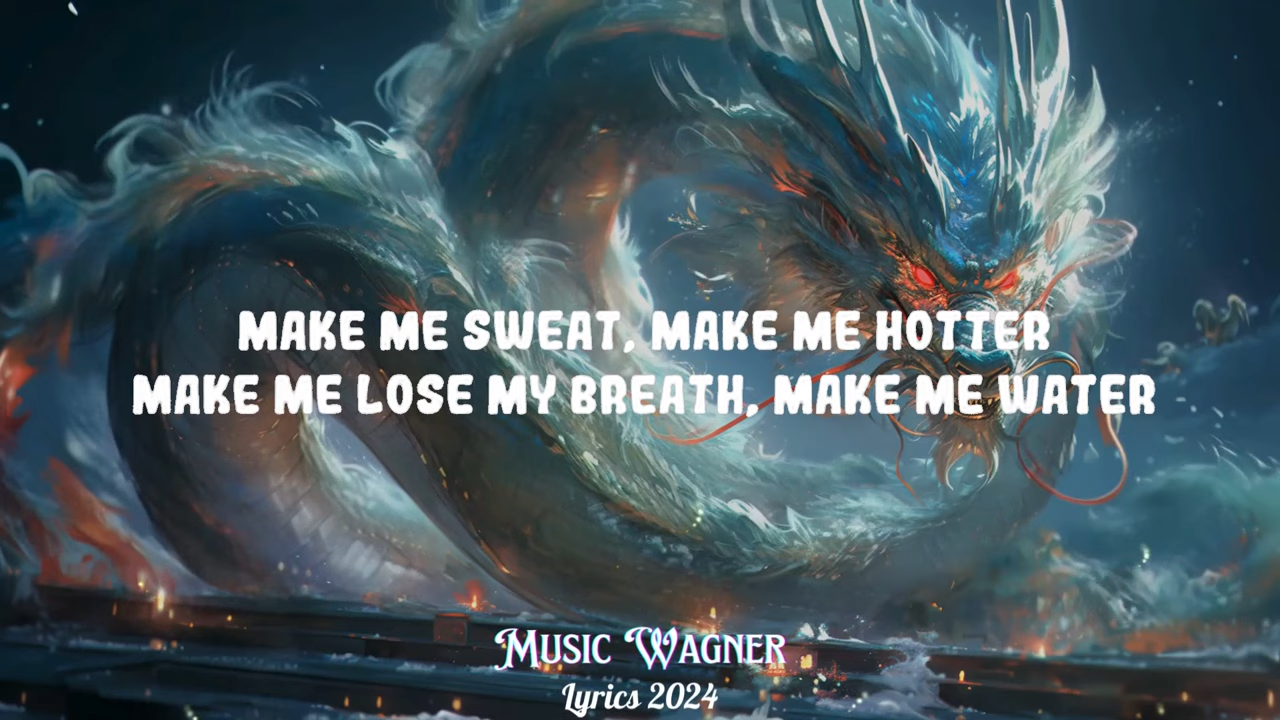 MAKE ME SWEAT, MAKE ME HOTTER
MAKE ME LOSE MY BREATH, MAKE ME WATER
MUSIC WAGNER
Lyrics 2024